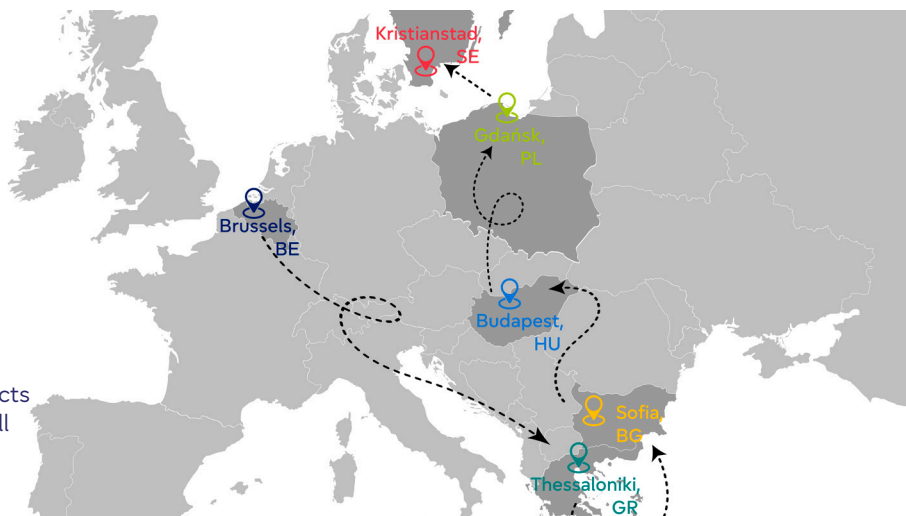 Kristianstad,
SE
Gdańsk,
PL
Brussels,
BE
Budapest,
HU
Sofia,
BG
Thessaloniki,
GR